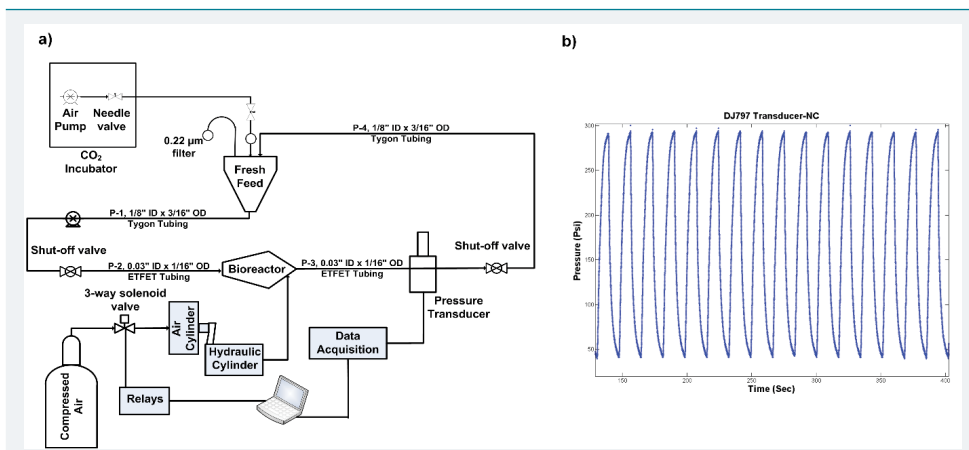 a)
b)
Air
Pump
Needle
valve
CO2
Incubator
0.22 µm
filter
P-4, 1/8" ID x 3/16" OD
Tygon Tubing
Fresh
Feed
P-1, 1/8" ID x 3/16" OD
Tygon Tubing
Shut-off valve
P-2, 0.03" ID x 1/16" OD
ETFET Tubing
Bioreactor
P-3, 0.03" ID x 1/16" OD
ETFET Tubing
Shut-off valve
3-way solenoid
valve
Pressure
Transducer
Air
Cylinder
Hydraulic
Cylinder
Data
Acquisition
Relays
Compressed
Air
DJ797 Transducer-NC
Pressure (Psi)
300
250
200
150
100
50
150
200
250
300
350
400
Time (Sec)